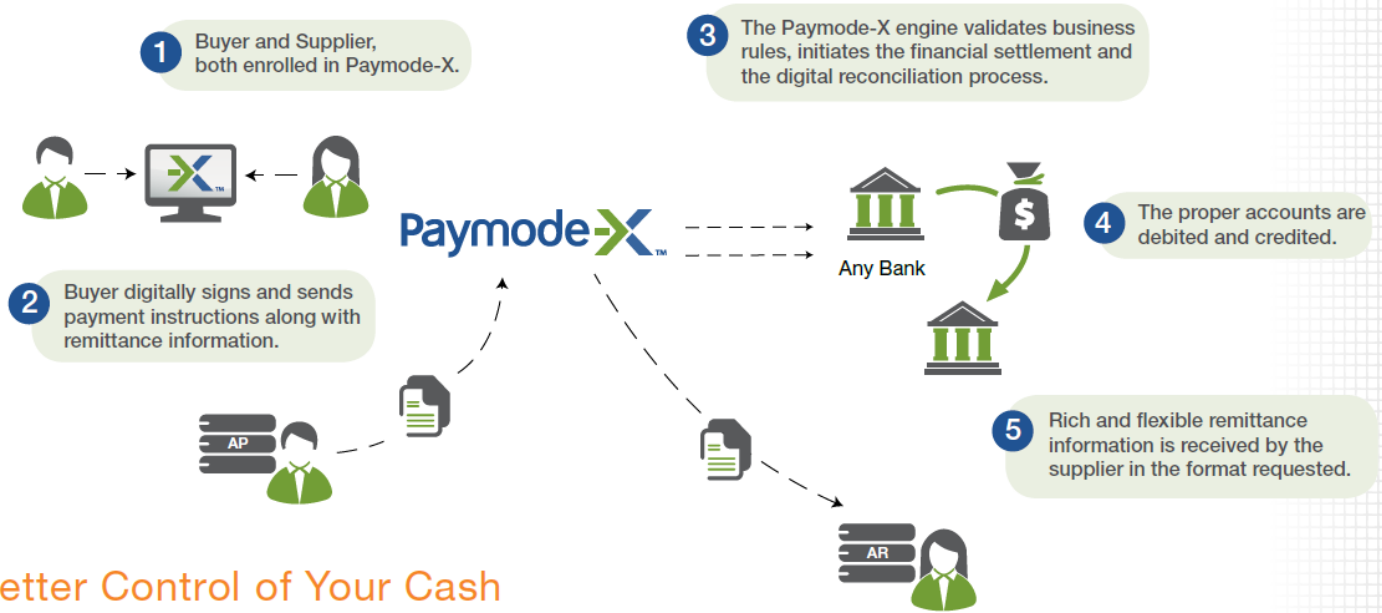 1
Buyer and Supplier,
both enrolled in Paymode-X.
3
The Paymode-X engine validates business
rules, initiates the financial settlement and
the digital reconciliation process.
X™
Paymode-X™
Any Bank
$
4
The proper accounts are
debited and credited.
2
Buyer digitally signs and sends
payment instructions along with
remittance information.
AP
5
Rich and flexible remittance
information is received by the
supplier in the format requested.
AR
etter Control of Your Cash